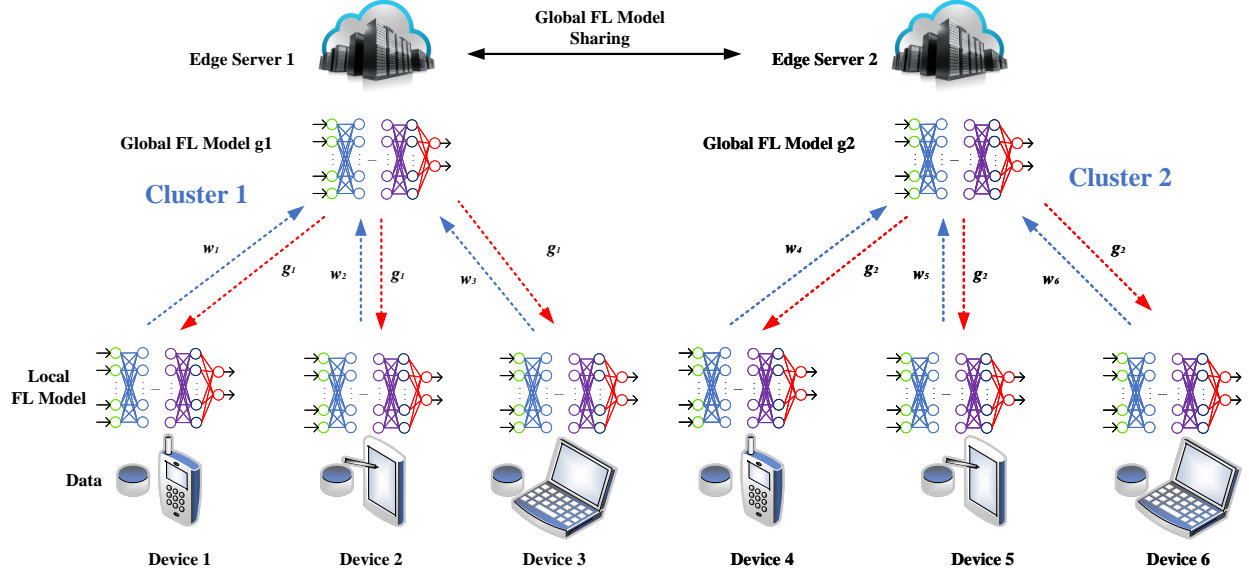 Global FL Model
Sharing
Edge Server 1
Edge Server 2
Global FL Model g1
Global FL Model g2
Cluster 1
Cluster 2
w1
g1
w2
g1
w3
g1
w4
g2
w5
g2
w6
g2
Local
FL Model
Data
Device 1
Device 2
Device 3
Device 4
Device 5
Device 6